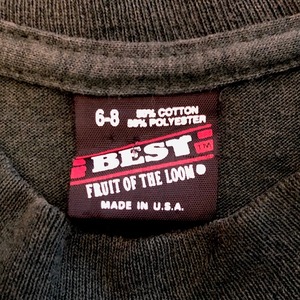 6-8
50% COTTON
50% POLYESTER
BEST TM
FRUIT OF THE LOOM
MADE IN U.S.A.